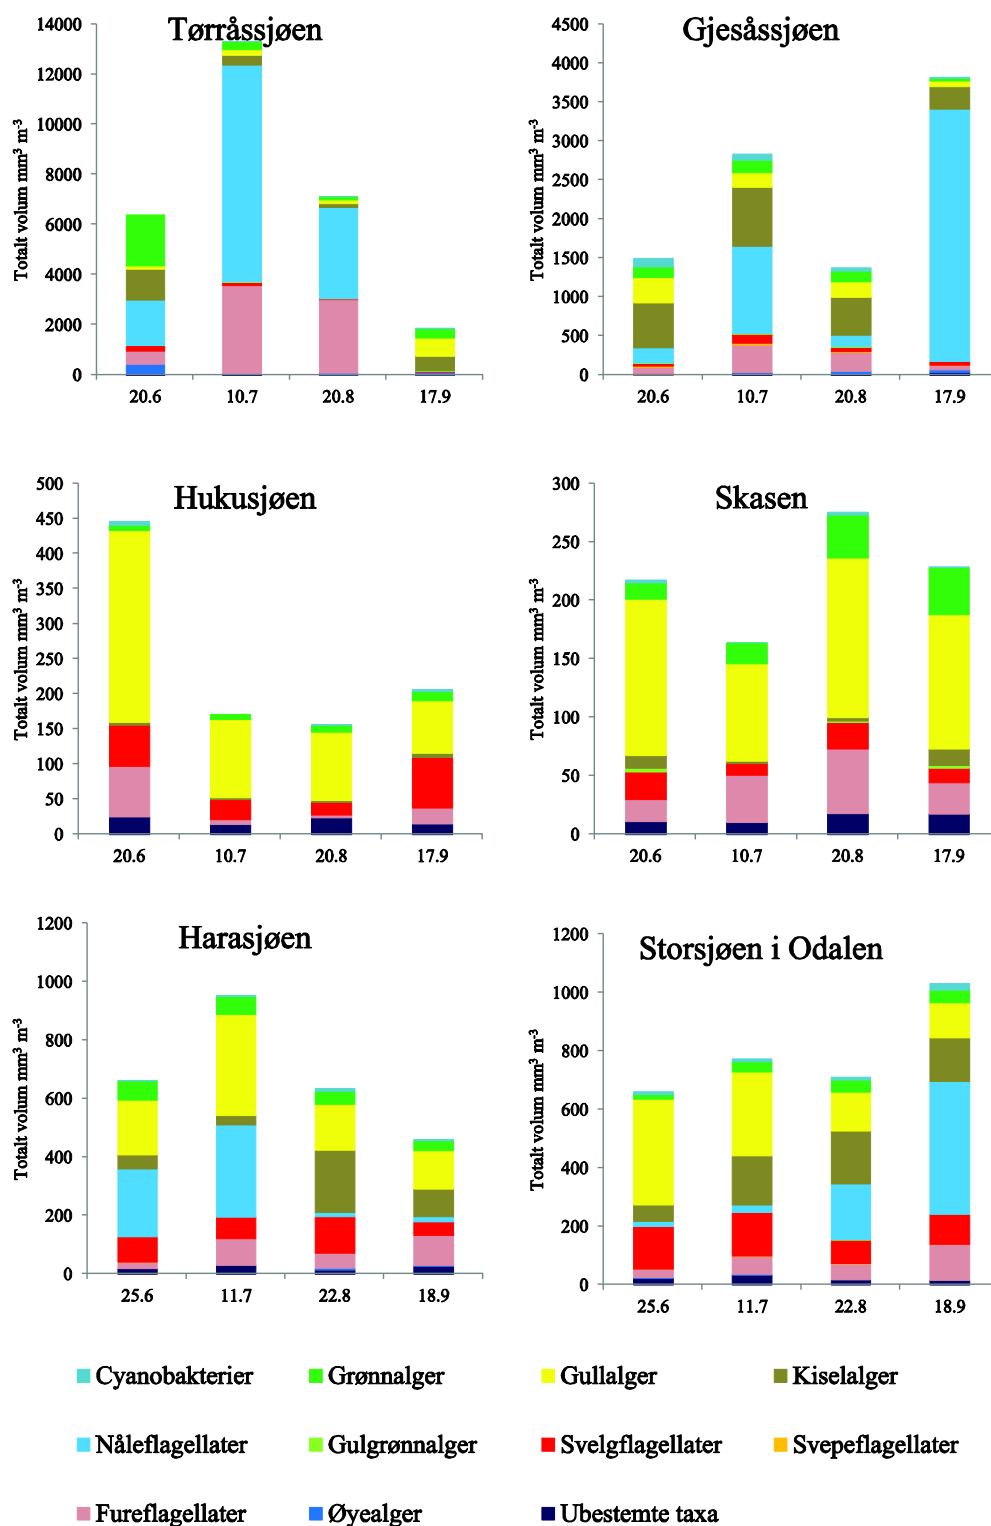 Tørråssjøen
Totalt volum mm³ m⁻³
14000
12000
10000
8000
6000
4000
2000
0
20.6 10.7 20.8 17.9
Gjesåssjøen
Totalt volum mm³ m⁻³
4500
4000
3500
3000
2500
2000
1500
1000
500
0
20.6 10.7 20.8 17.9
Hukusjøen
Totalt volum mm³ m⁻³
500
450
400
350
300
250
200
150
100
50
0
20.6 10.7 20.8 17.9
Skasen
Totalt volum mm³ m⁻³
300
250
200
150
100
50
0
20.6 10.7 20.8 17.9
Harasjøen
Totalt volum mm³ m⁻³
1200
1000
800
600
400
200
0
25.6 11.7 22.8 18.9
Storsjøen i Odalen
Totalt volum mm³ m⁻³
1200
1000
800
600
400
200
0
25.6 11.7 22.8 18.9
Cyanobakterier Grønnalger Gullalger Kiselalger
Nåleflagellater Gulgrønnalger Svelgflagellater Svepeflagellater
Fureflagellater Øyealger Ubestemte taxa